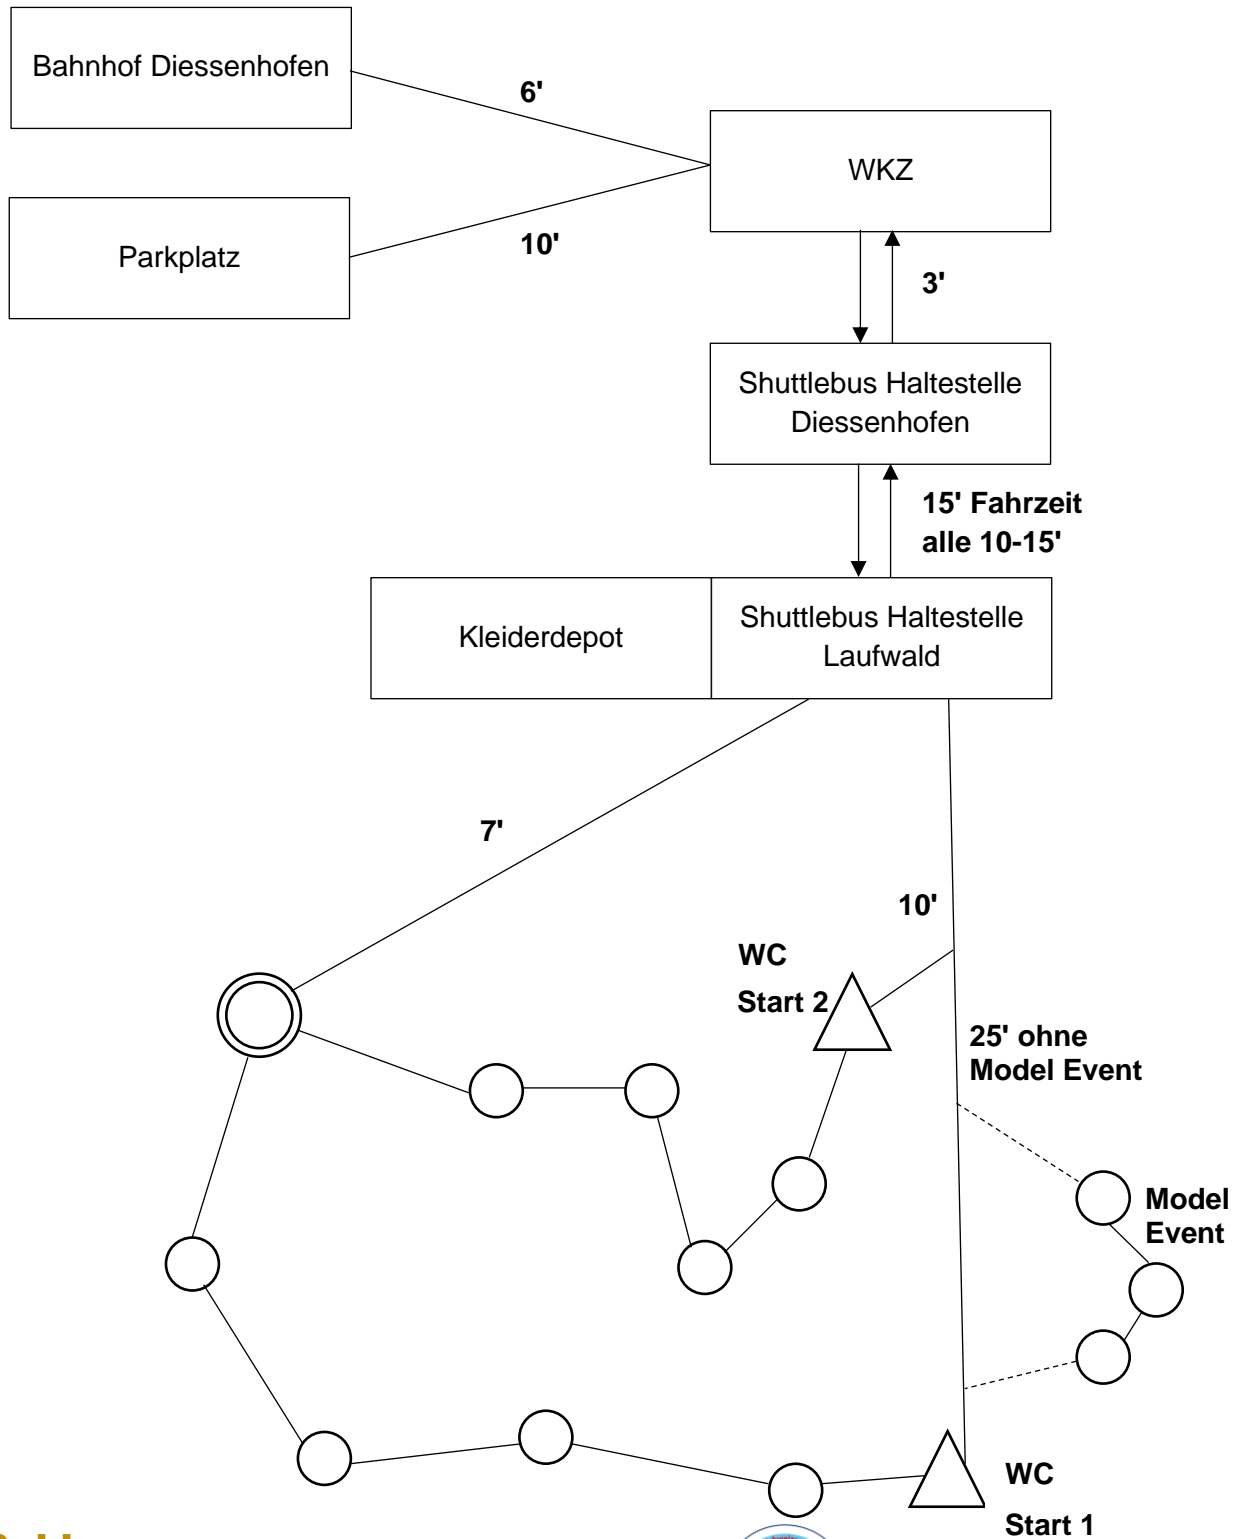 Bahnhof Diessenhofen
6'
WKZ
Parkplatz
10'
3'
Shuttlebus Haltestelle
Diessenhofen
15' Fahrzeit
alle 10-15'
Kleiderdepot
Shuttlebus Haltestelle
Laufwald
7'
10'
WC
Start 2
25' ohne
Model Event
Model
Event
WC
Start 1